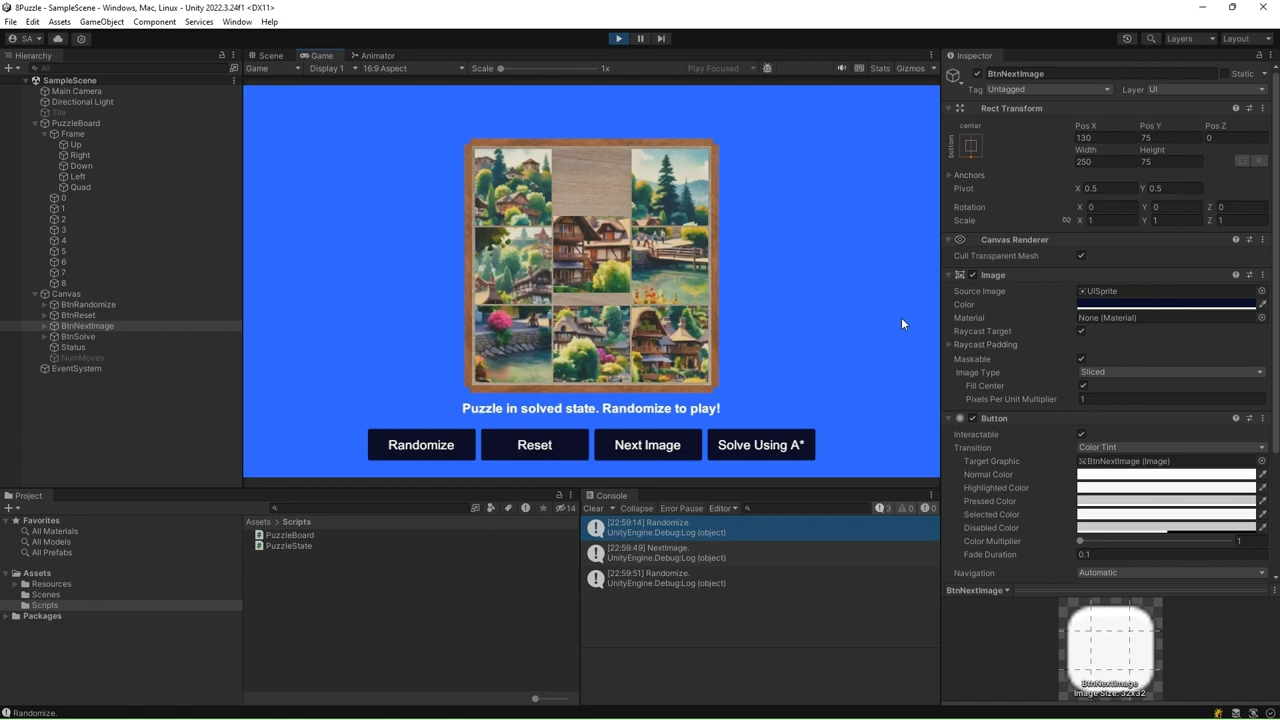 8Puzzle - SampleScene - Windows, Mac, Linux - Unity 2022.3.24f1 <DX11>
File Edit Assets GameObject Component Services Window Help
SA Layers Layout
Hierarchy
All
SampleScene
Main Camera
Directional Light
Tile
PuzzleBoard
Frame
Up
Right
Down
Left
Quad
0
1
2
3
4
5
6
7
8
Canvas
BtnRandomize
BtnReset
BtnNextImage
BtnSolve
Status
NumMoves
EventSystem
Scene Game Animator
Game Display 1 16:9 Aspect Scale 1x Play Focused Stats Gizmos
Puzzle in solved state. Randomize to play!
Randomize Reset Next Image Solve Using A*
Inspector
BtnNextImage Static
Tag Untagged Layer UI
Rect Transform
center
bottom
Pos X Pos Y Pos Z
130 75 0
Width Height
250 75
R
Anchors
Pivot X 0.5 Y 0.5
Rotation X 0 Y 0 Z 0
Scale X 1 Y 1 Z 1
Canvas Renderer
Cull Transparent Mesh
Image
Source Image UISprite
Color
Material None (Material)
Raycast Target
Raycast Padding
Maskable
Image Type Sliced
Fill Center
Pixels Per Unit Multiplier 1
Button
Interactable
Transition Color Tint
Target Graphic BtnNextImage (Image)
Normal Color
Highlighted Color
Pressed Color
Selected Color
Disabled Color
Color Multiplier 1
Fade Duration 0.1
Navigation Automatic
BtnNextImage
BtnNextImage
Image Size: 32x32
Project
14
Favorites
All Materials
All Models
All Prefabs
Assets
Resources
Scenes
Scripts
Packages
Assets > Scripts
PuzzleBoard
PuzzleState
Console
Clear Collapse Error Pause Editor 3 0 0
[22:59:14] Randomize.
UnityEngine.Debug:Log (object)
[22:59:49] NextImage.
UnityEngine.Debug:Log (object)
[22:59:51] Randomize.
UnityEngine.Debug:Log (object)
Randomize.